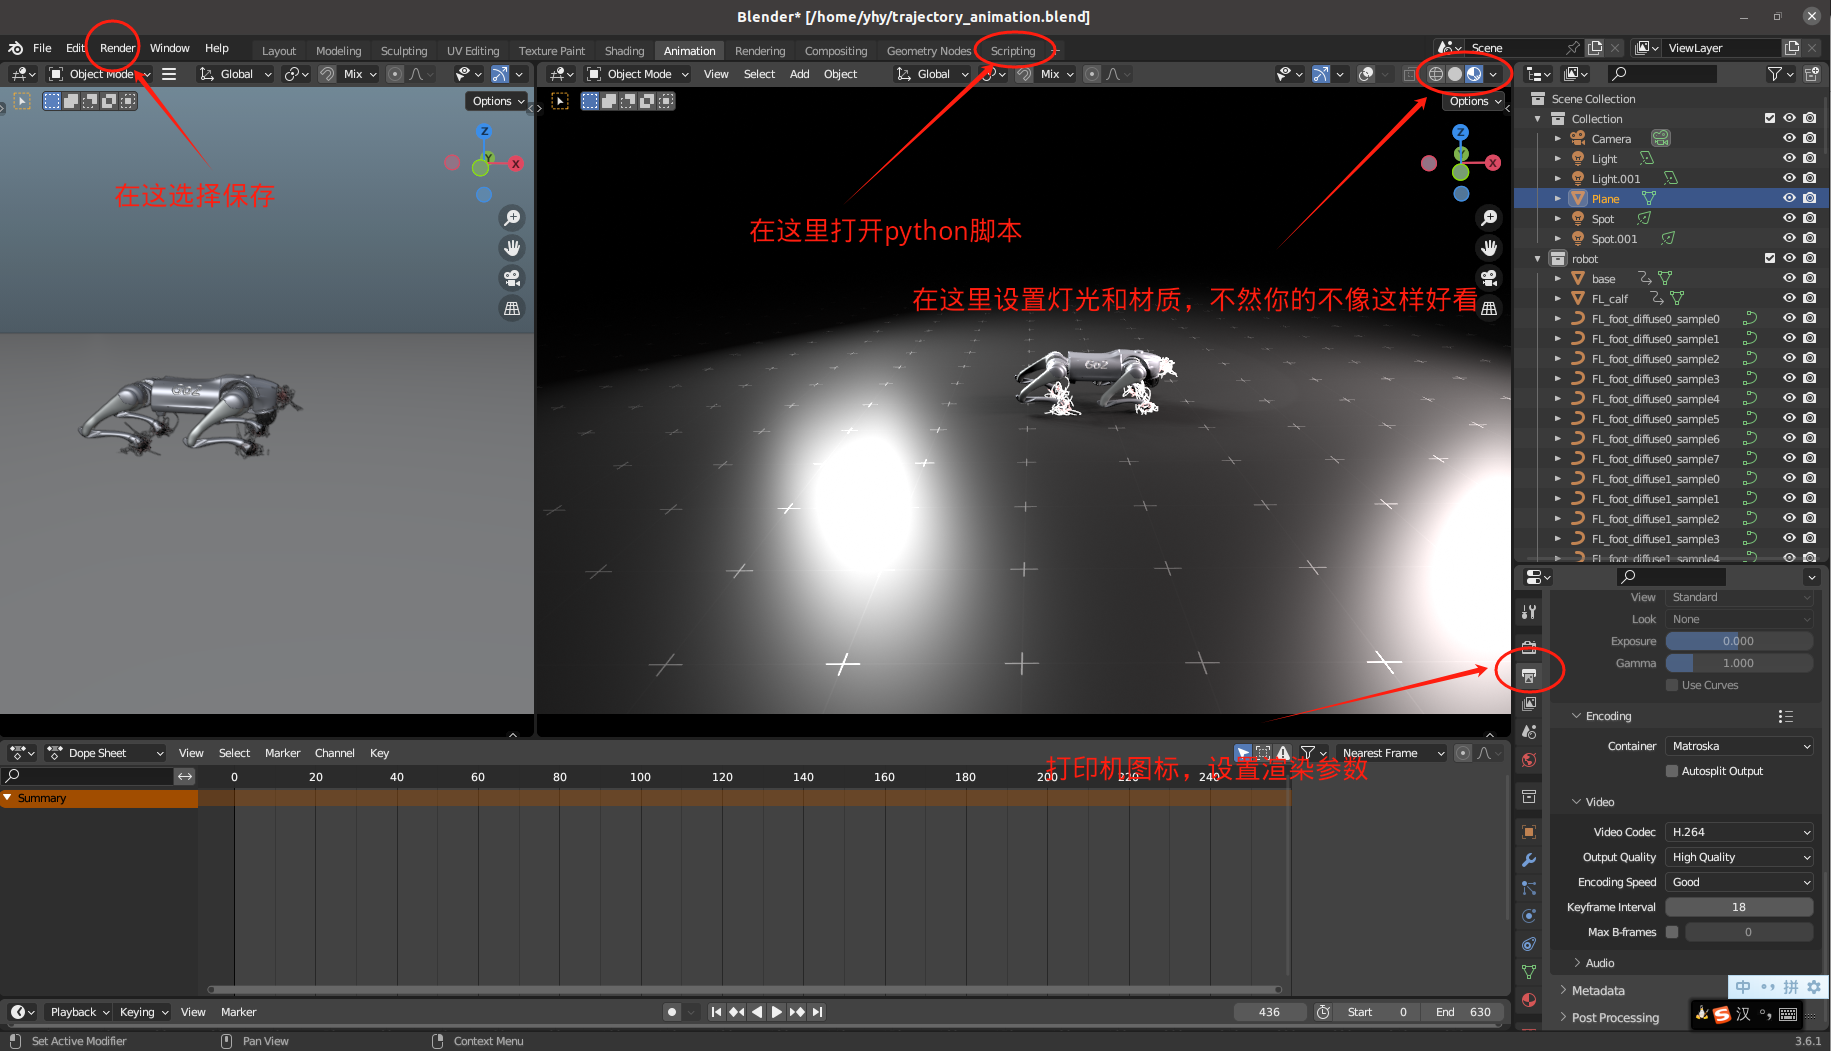 Blender* [/home/yhy/trajectory_animation.blend]
File Edit Render Window Help
Layout Modeling Sculpting UV Editing Texture Paint Shading Animation Rendering Compositing Geometry Nodes Scripting +
Scene
ViewLayer
Object Mode Global Mix
Object Mode View Select Add Object Global Mix
Options
Options
Z
Y
X
Z
Y
X
在这选择保存
在这里打开python脚本
在这里设置灯光和材质，不然你的不像这样好看
打印机图标，设置渲染参数
Go2
Go2
Scene Collection
Collection
Camera
Light
Light.001
Plane
Spot
Spot.001
robot
base
FL_calf
FL_foot_diffuse0_sample0
FL_foot_diffuse0_sample1
FL_foot_diffuse0_sample2
FL_foot_diffuse0_sample3
FL_foot_diffuse0_sample4
FL_foot_diffuse0_sample5
FL_foot_diffuse0_sample6
FL_foot_diffuse0_sample7
FL_foot_diffuse1_sample0
FL_foot_diffuse1_sample1
FL_foot_diffuse1_sample2
FL_foot_diffuse1_sample3
FL_foot_diffuse1_sample4
View Standard
Look None
Exposure 0.000
Gamma 1.000
Use Curves
Encoding
Container Matroska
Autosplit Output
Video
Video Codec H.264
Output Quality High Quality
Encoding Speed Good
Keyframe Interval 18
Max B-frames 0
Audio
Metadata
Post Processing
中 °, 拼
S 汉 °,
Dope Sheet View Select Marker Channel Key
Nearest Frame
0 20 40 60 80 100 120 140 160 180 200 220 240
Summary
Playback Keying View Marker
436
Start 0
End 630
Set Active Modifier
Pan View
Context Menu
3.6.1